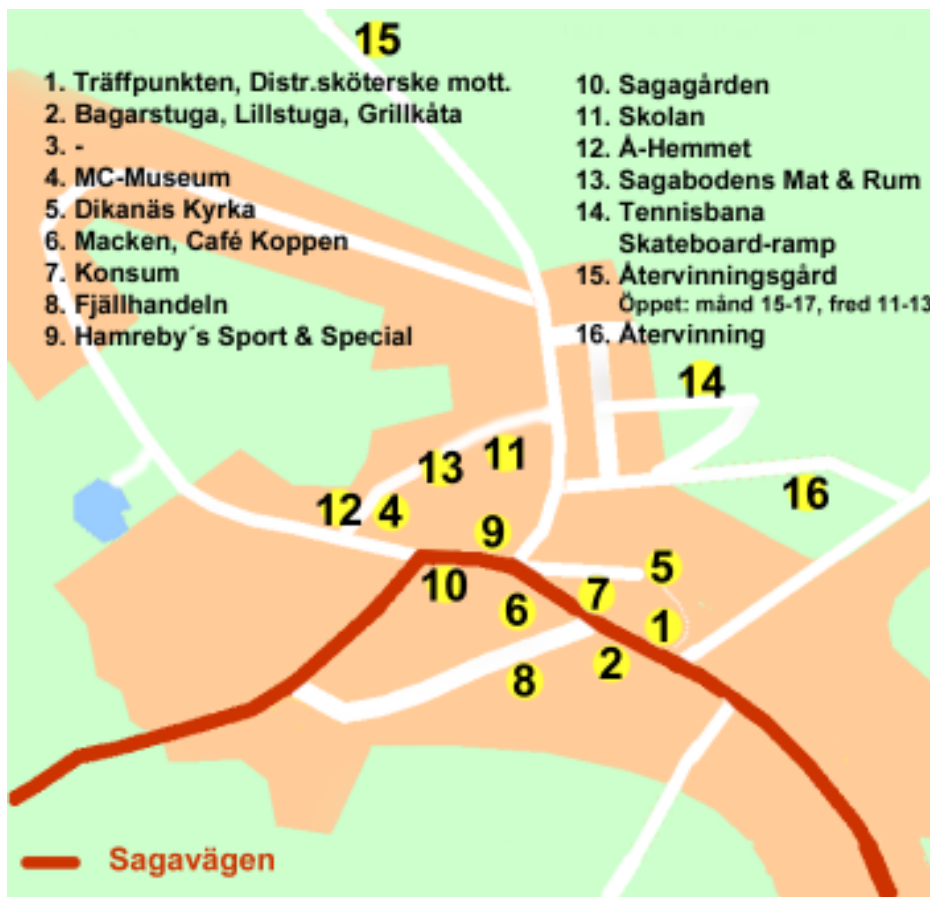 15
1. Träffpunkten, Distr.sköterske mott.
2. Bagarstuga, Lillstuga, Grillkåta
3. -
4. MC-Museum
5. Dikanäs Kyrka
6. Macken, Café Koppen
7. Konsum
8. Fjällhandeln
9. Hamreby´s Sport & Special
10. Sagagården
11. Skolan
12. Å-Hemmet
13. Sagabodens Mat & Rum
14. Tennisbana
Skateboard-ramp
15. Återvinningsgård
Öppet: månd 15-17, fred 11-13
16. Återvinning
14
11
13
16
12
4
9
5
10
7
6
1
2
8
Sagavägen